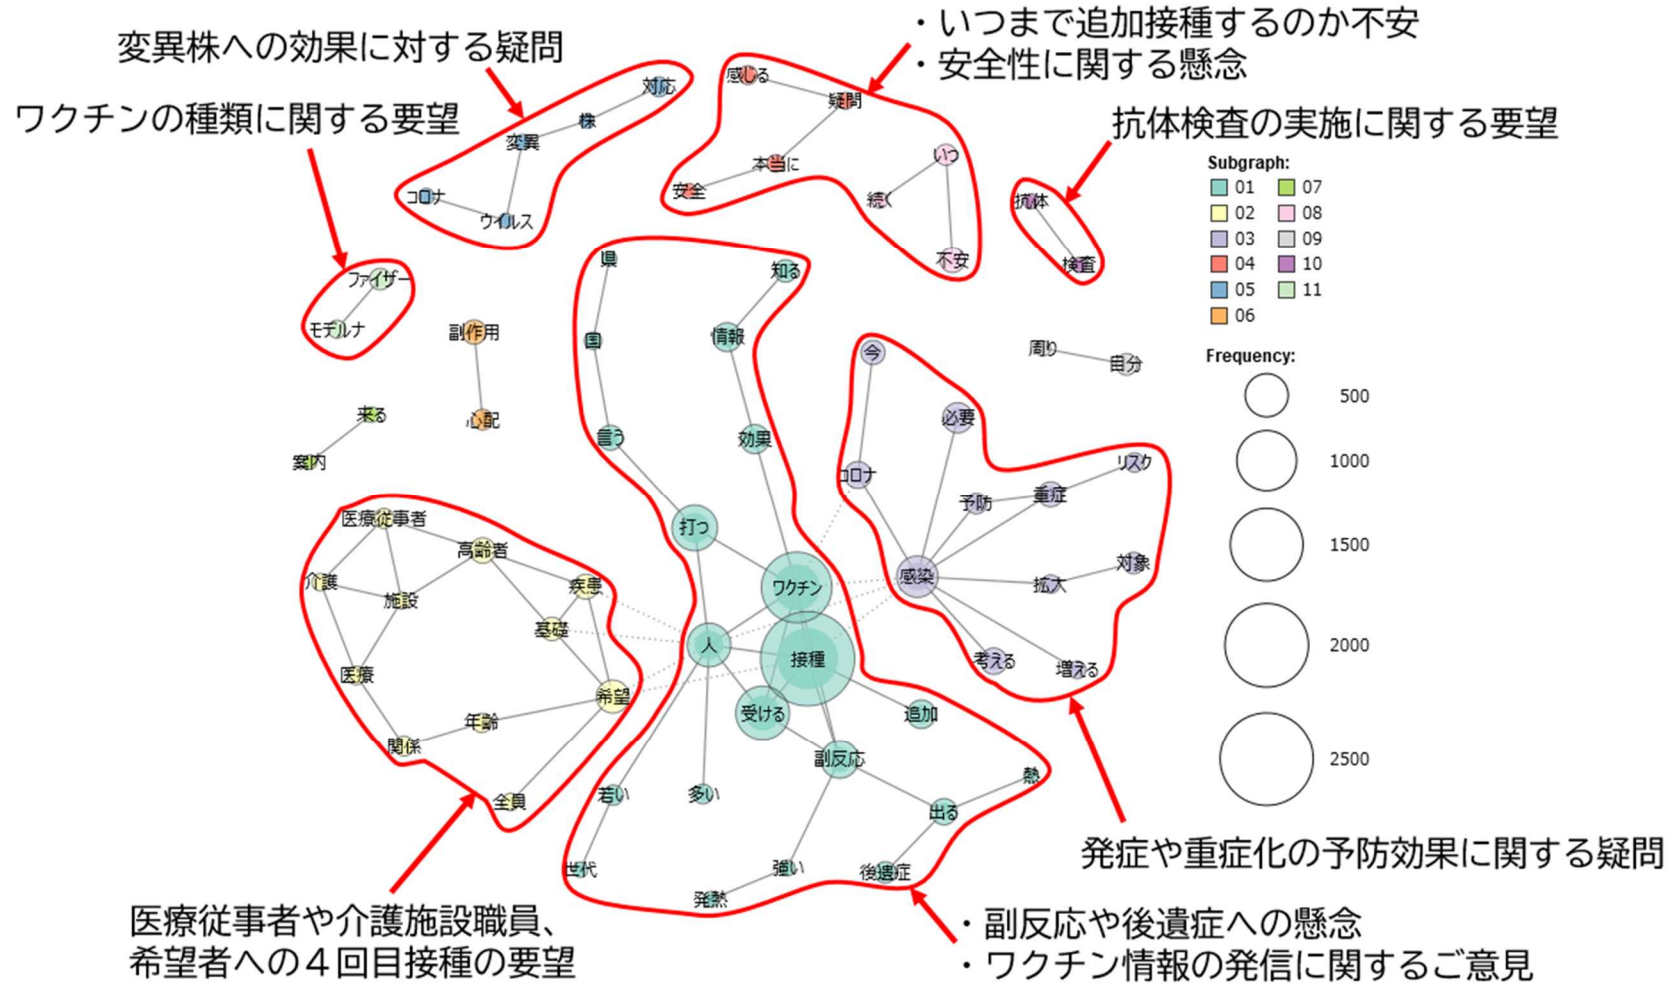 ・いつまで追加接種するのか不安
・安全性に関する懸念
変異株への効果に対する疑問
ワクチンの種類に関する要望
抗体検査の実施に関する要望
対応
株
変異
コロナ
ウイルス
感じる
疑問
本当に
安全
いつ
続く
不安
抗体
検査
Subgraph:
01
02
03
04
05
06
07
08
09
10
11
Frequency:
500
1000
1500
2000
2500
ファイザー
モデルナ
副作用
心配
来る
案内
県
国
言う
打つ
知る
情報
効果
ワクチン
接種
人
受ける
副反応
追加
熱
出る
後遺症
強い
発熱
多い
若い
世代
今
コロナ
必要
予防
重症
リスク
感染
拡大
対象
考える
増える
周り
自分
医療従事者
高齢者
介護
施設
疾患
基礎
医療
希望
年齢
関係
全員
発症や重症化の予防効果に関する疑問
医療従事者や介護施設職員、
希望者への４回目接種の要望
・副反応や後遺症への懸念
・ワクチン情報の発信に関するご意見